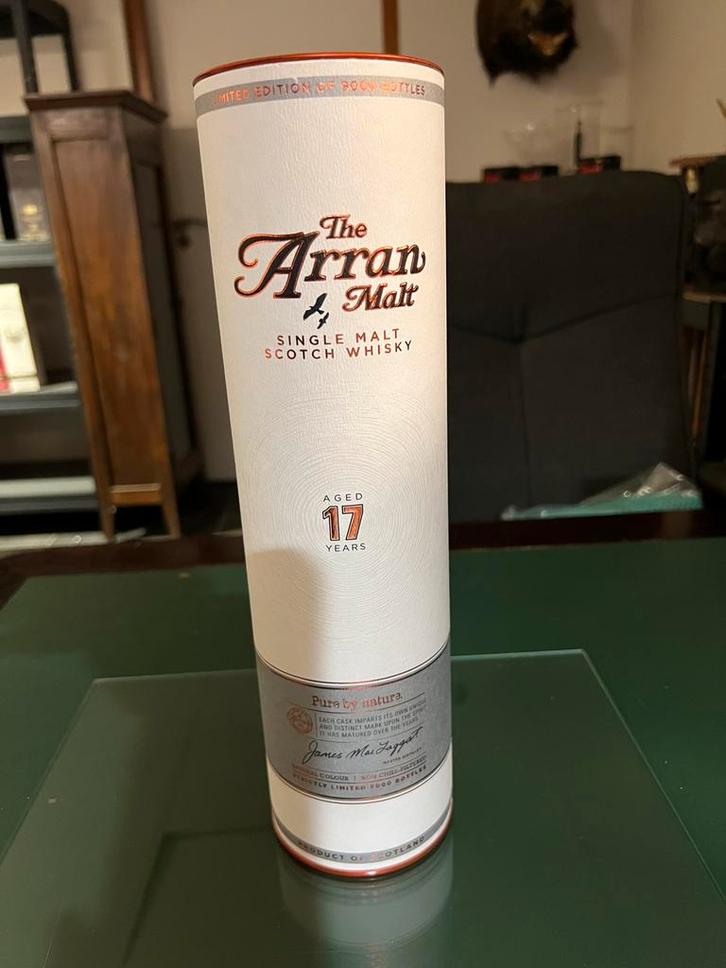 LIMITED EDITION OF 9000 BOTTLES
The
Arran
Malt
SINGLE MALT
SCOTCH WHISKY
AGED
17
YEARS
Pure by nature
EACH CASK IMPARTS ITS OWN UNIQUE
AND DISTINCT MARK UPON THE SPIRIT
IT HAS MATURED OVER THE YEARS
James MacTaggart
MASTER DISTILLER
NATURAL COLOUR | NON CHILL-FILTERED
STRICTLY LIMITED 9000 BOTTLES
PRODUCT OF SCOTLAND